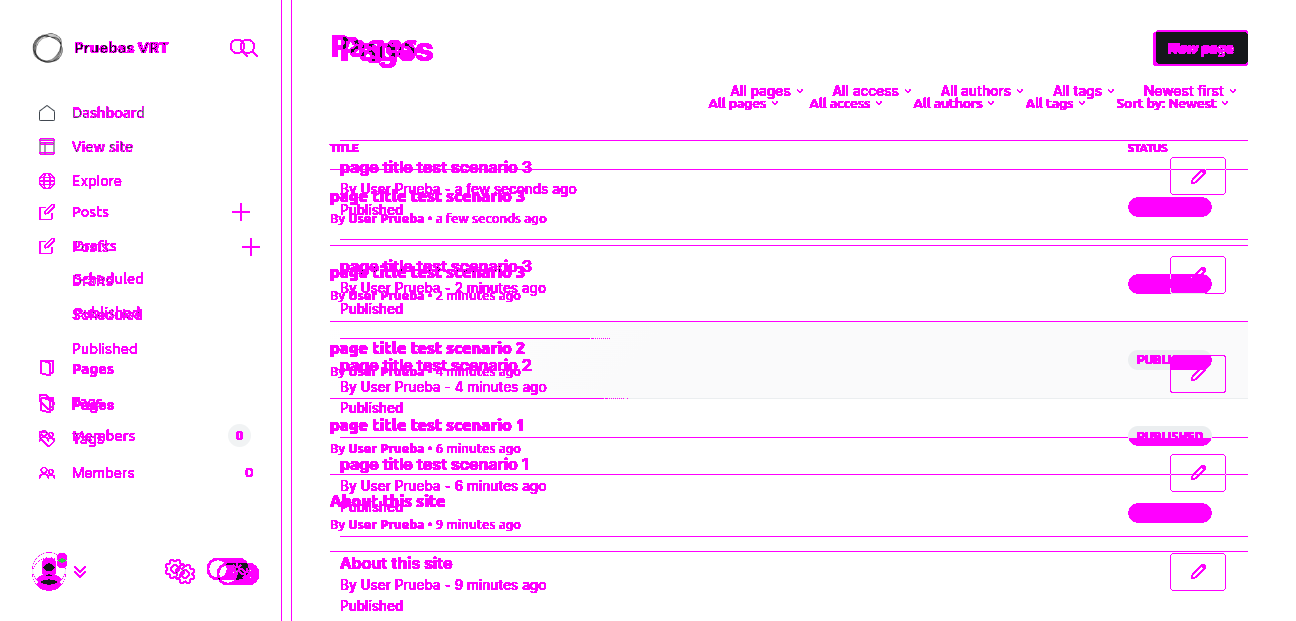 Pruebas VRT
Dashboard
View site
Explore
Posts
Drafts
Posts
Scheduled
Drafts
Published
Scheduled
Published
Pages
Tags
Pages
Members 0
Tags
Members 0
Pages
Pages
New page
All pages All access All authors All tags Newest first
All pages All access All authors All tags Sort by: Newest
TITLE STATUS
page title test scenario 3
By User Prueba - a few seconds ago
page title test scenario 3
Published
By User Prueba • a few seconds ago
page title test scenario 3
page title test scenario 3
By User Prueba - 2 minutes ago
By User Prueba • 2 minutes ago
Published
page title test scenario 2
PUBLI
page title test scenario 2
By User Prueba • 4 minutes ago
By User Prueba - 4 minutes ago
Published
page title test scenario 1
PUBLISHED
By User Prueba • 6 minutes ago
page title test scenario 1
By User Prueba - 6 minutes ago
About this site
Published
By User Prueba • 9 minutes ago
About this site
By User Prueba - 9 minutes ago
Published